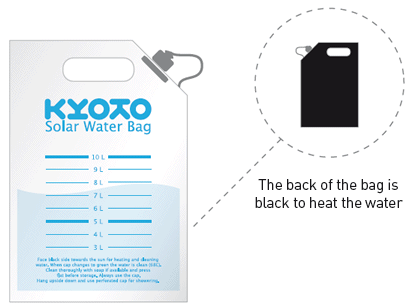 KYOTO
Solar Water Bag
10 L
9 L
8 L
7 L
6 L
5 L
4 L
3 L
Face black side towards the sun for heating and cleaning
water. When cap changes to green the water is clean (65C).
Clean thoroughly with soap if available and press
flat before storage. Always use the cap.
Hang upside down and use perforated cap for showering.
The back of the bag is
black to heat the water